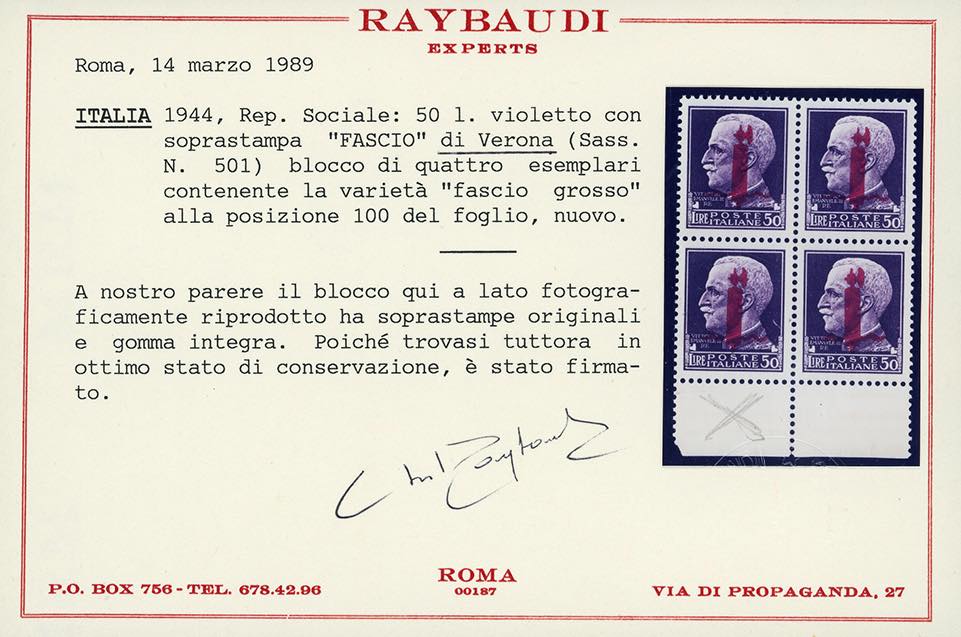 RAYBAUDI
EXPERTS
Roma, 14 marzo 1989
ITALIA 1944, Rep. Sociale: 50 l. violetto con
soprastampa "FASCIO" di Verona (Sass.
N. 501) blocco di quattro esemplari
contenente la varietà "fascio grosso"
alla posizione 100 del foglio, nuovo.
A nostro parere il blocco qui a lato fotogra-
ficamente riprodotto ha soprastampe originali
e gomma integra. Poiché trovasi tuttora in
ottimo stato di conservazione, è stato firma-
to.
LIRE POSTE ITALIANE 50
LIRE POSTE ITALIANE 50
LIRE POSTE ITALIANE 50
LIRE POSTE ITALIANE 50
P.O. BOX 756 - TEL. 678.42.96
ROMA
00187
VIA DI PROPAGANDA, 27